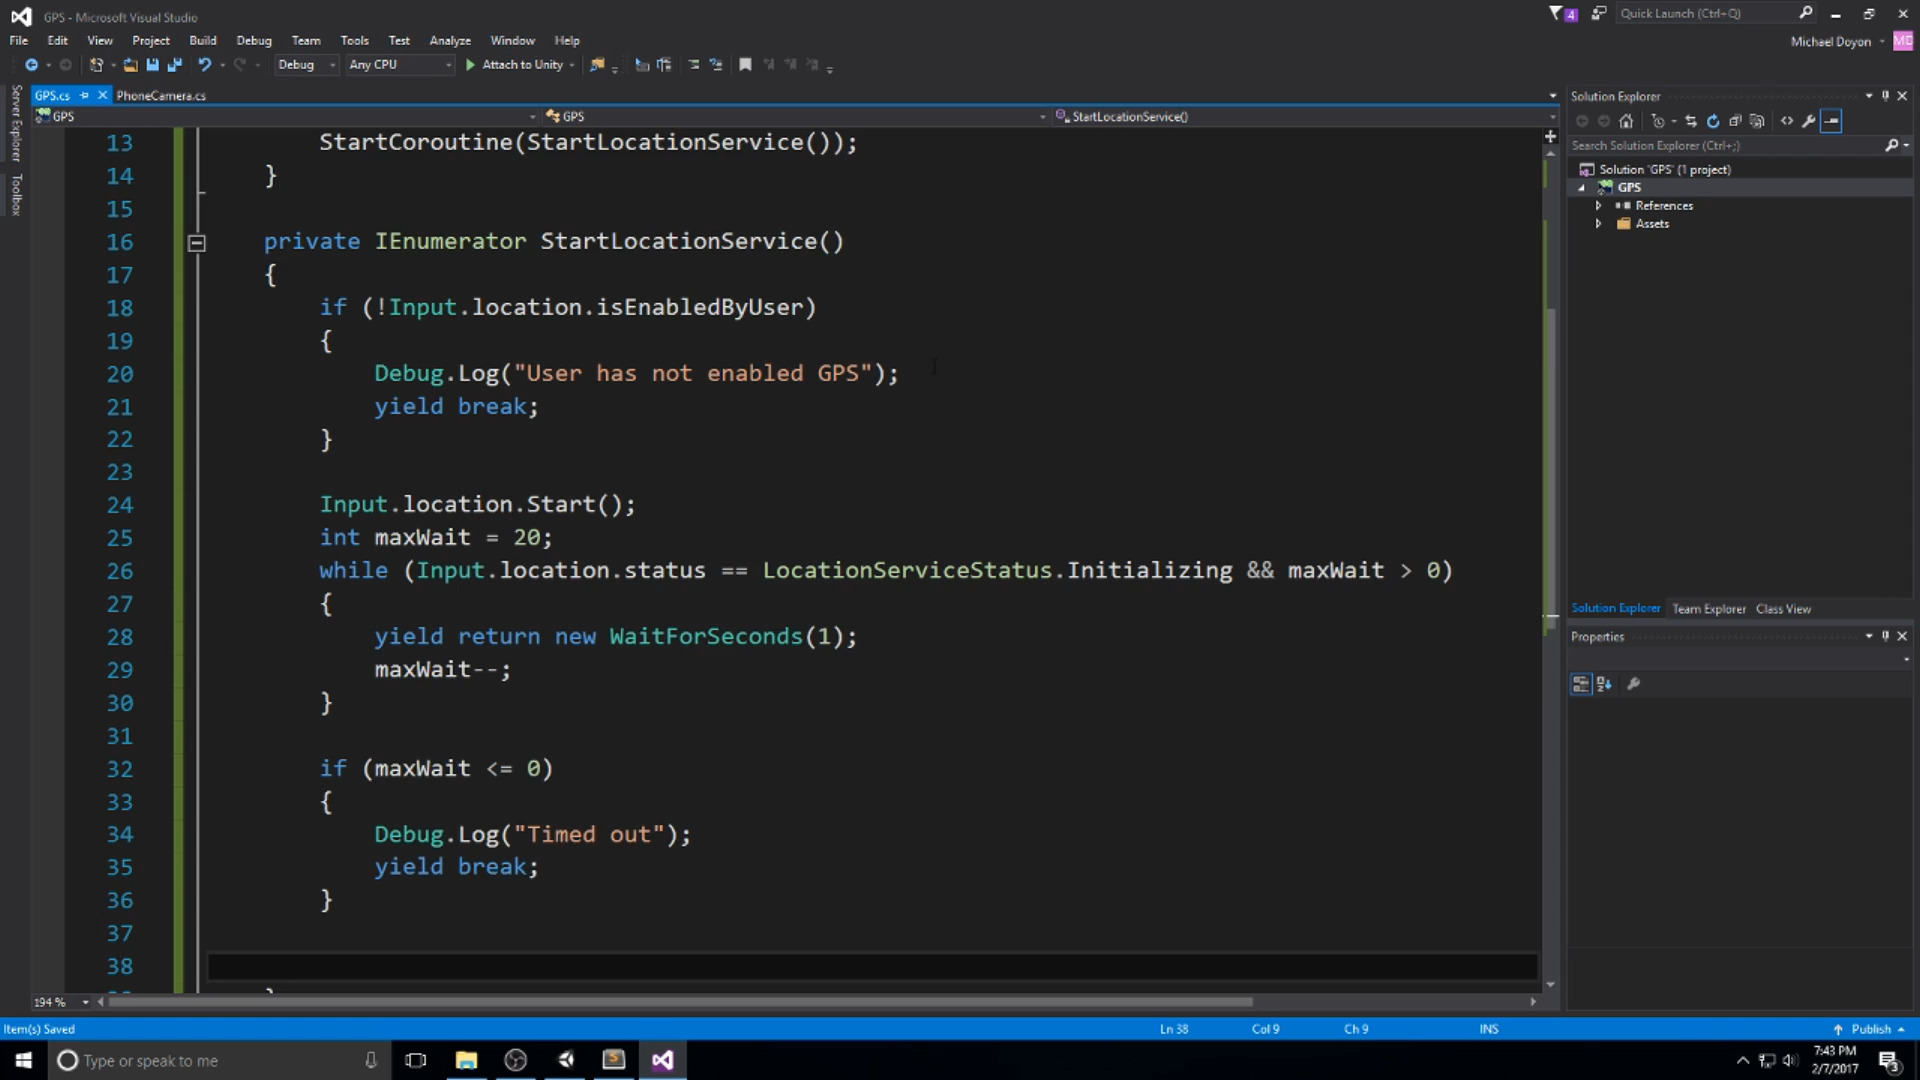 GPS - Microsoft Visual Studio
4
Quick Launch (Ctrl+Q)
File Edit View Project Build Debug Team Tools Test Analyze Window Help
Michael Doyon
MD
Debug
Any CPU
Attach to Unity
Server Explorer
Toolbox
GPS.cs
PhoneCamera.cs
GPS
GPS
StartLocationService()
13 StartCoroutine(StartLocationService());
14 }
15
16 private IEnumerator StartLocationService()
17 {
18 if (!Input.location.isEnabledByUser)
19 {
20 Debug.Log("User has not enabled GPS");
21 yield break;
22 }
23
24 Input.location.Start();
25 int maxWait = 20;
26 while (Input.location.status == LocationServiceStatus.Initializing && maxWait > 0)
27 {
28 yield return new WaitForSeconds(1);
29 maxWait--;
30 }
31
32 if (maxWait <= 0)
33 {
34 Debug.Log("Timed out");
35 yield break;
36 }
37
38
194 %
Solution Explorer
Search Solution Explorer (Ctrl+;)
Solution 'GPS' (1 project)
GPS
References
Assets
Solution Explorer Team Explorer Class View
Properties
Item(s) Saved
Ln 38
Col 9
Ch 9
INS
Publish
Type or speak to me
7:43 PM
2/7/2017
3